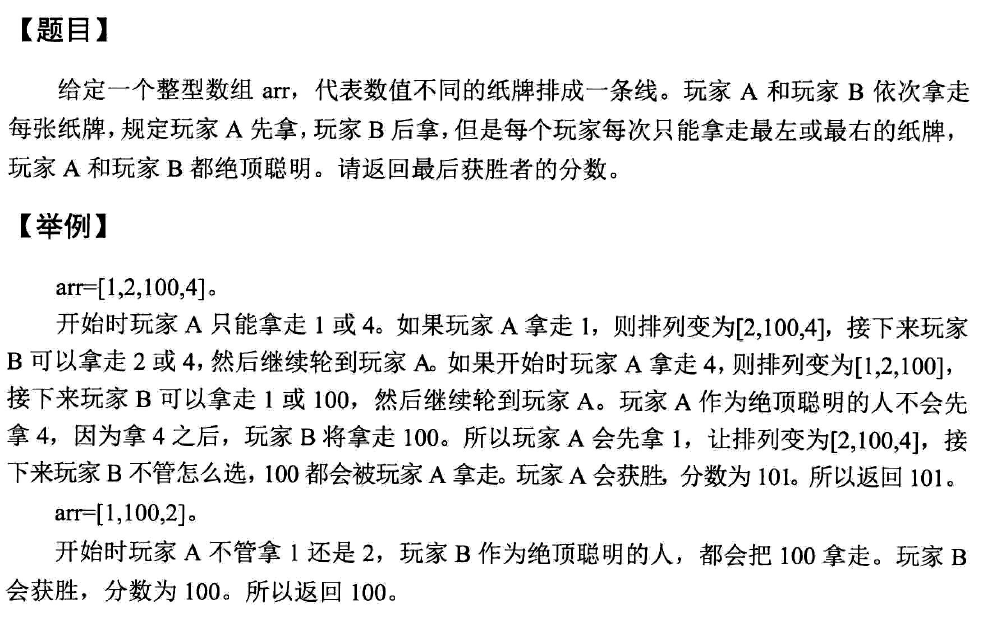 【题目】
给定一个整型数组 arr，代表数值不同的纸牌排成一条线。玩家 A 和玩家 B 依次拿走
每张纸牌，规定玩家 A 先拿，玩家 B 后拿，但是每个玩家每次只能拿走最左或最右的纸牌，
玩家 A 和玩家 B 都绝顶聪明。请返回最后获胜者的分数。
【举例】
arr=[1,2,100,4]。
开始时玩家 A 只能拿走 1 或 4。如果玩家 A 拿走 1，则排列变为[2,100,4]，接下来玩家
B 可以拿走 2 或 4，然后继续轮到玩家 A。如果开始时玩家 A 拿走 4，则排列变为[1,2,100]，
接下来玩家 B 可以拿走 1 或 100，然后继续轮到玩家 A。玩家 A 作为绝顶聪明的人不会先
拿 4，因为拿 4 之后，玩家 B 将拿走 100。所以玩家 A 会先拿 1，让排列变为[2,100,4]，接
下来玩家 B 不管怎么选，100 都会被玩家 A 拿走。玩家 A 会获胜，分数为 101。所以返回 101。
arr=[1,100,2]。
开始时玩家 A 不管拿 1 还是 2，玩家 B 作为绝顶聪明的人，都会把 100 拿走。玩家 B
会获胜，分数为 100。所以返回 100。